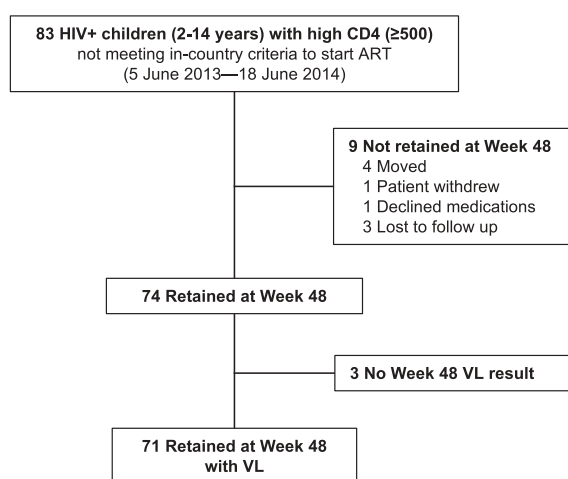 83 HIV+ children (2-14 years) with high CD4 (≥500)
not meeting in-country criteria to start ART
(5 June 2013—18 June 2014)
9 Not retained at Week 48
4 Moved
1 Patient withdrew
1 Declined medications
3 Lost to follow up
74 Retained at Week 48
3 No Week 48 VL result
71 Retained at Week 48
with VL